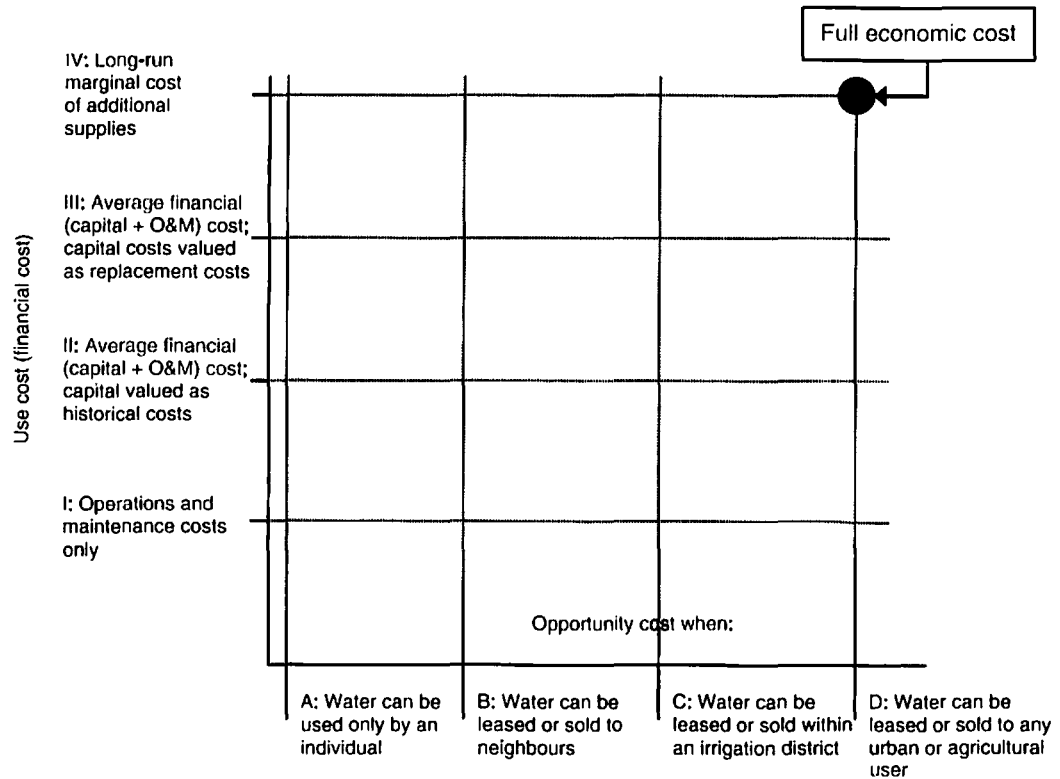 Full economic cost
IV: Long-run
marginal cost
of additional
supplies
III: Average financial
(capital + O&M) cost;
capital costs valued
as replacement costs
Use cost (financial cost)
II: Average financial
(capital + O&M) cost;
capital valued as
historical costs
I: Operations and
maintenance costs
only
Opportunity cost when:
A: Water can be
used only by an
individual
B: Water can be
leased or sold to
neighbours
C: Water can be
leased or sold within
an irrigation district
D: Water can be
leased or sold to any
urban or agricultural
user